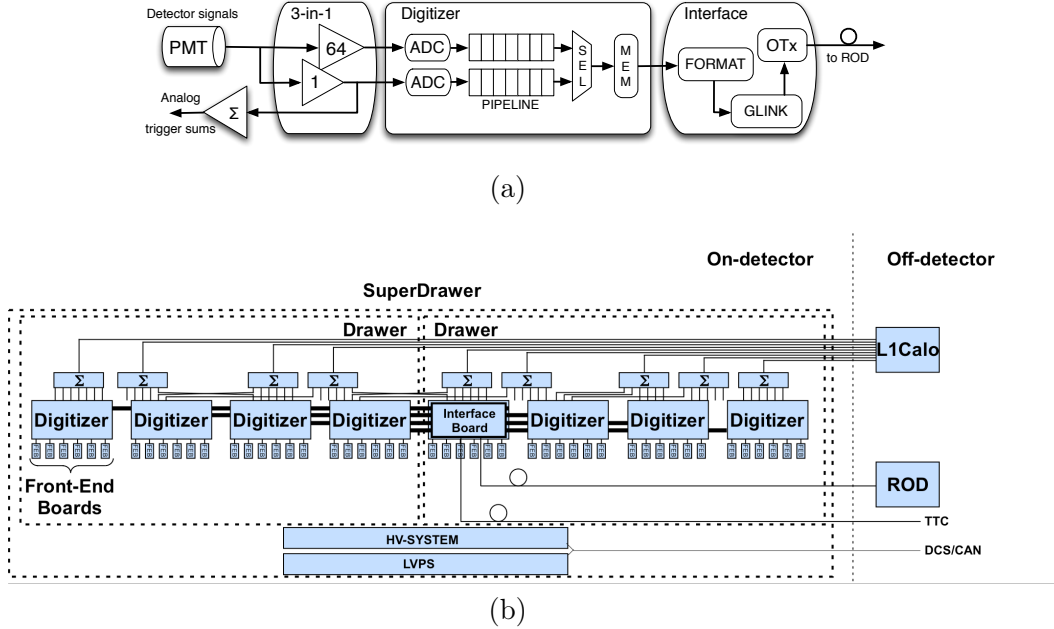 Detector signals
3-in-1
Digitizer
Interface
PMT
64
ADC
SEL
MEM
FORMAT
OTx
to ROD
1
ADC
PIPELINE
GLINK
Analog
trigger sums
Σ
(a)
On-detector
Off-detector
SuperDrawer
Drawer
Drawer
L1Calo
Σ
Σ
Σ
Σ
Σ
Σ
Σ
Σ
Σ
Digitizer
Digitizer
Digitizer
Digitizer
Interface
Board
Digitizer
Digitizer
Digitizer
Front-End
Boards
ROD
TTC
HV-SYSTEM
DCS/CAN
LVPS
(b)